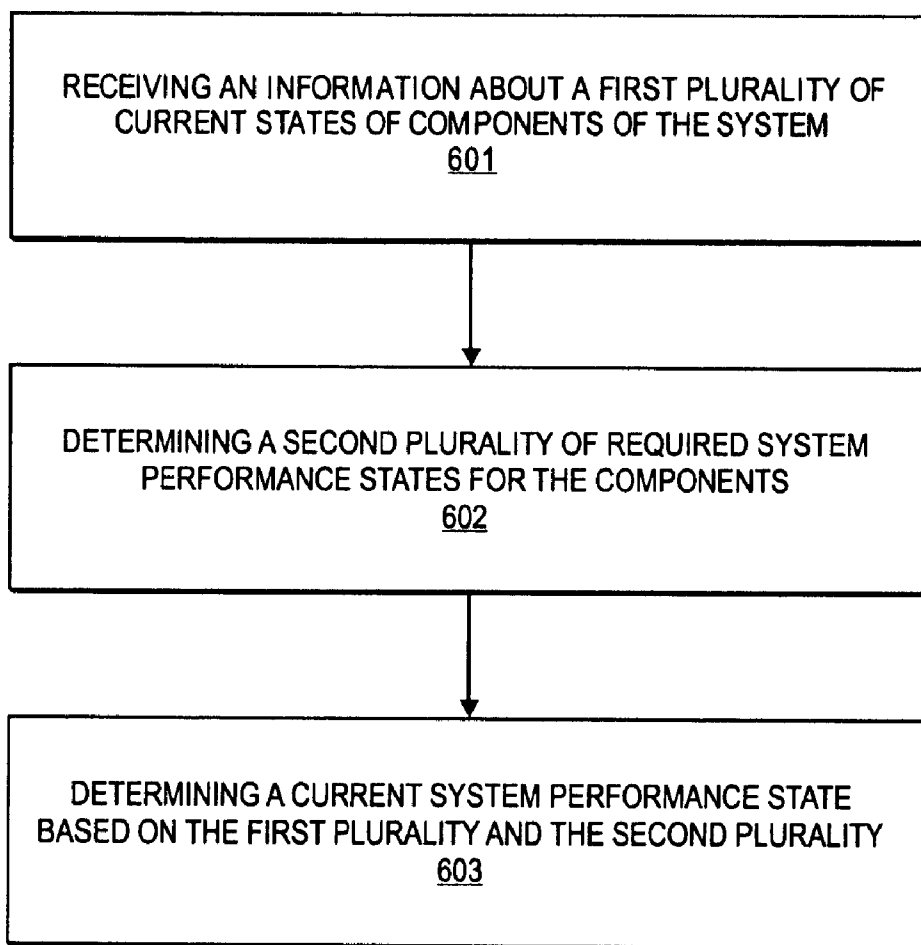 RECEIVING AN INFORMATION ABOUT A FIRST PLURALITY OF
CURRENT STATES OF COMPONENTS OF THE SYSTEM
601
DETERMINING A SECOND PLURALITY OF REQUIRED SYSTEM
PERFORMANCE STATES FOR THE COMPONENTS
602
DETERMINING A CURRENT SYSTEM PERFORMANCE STATE
BASED ON THE FIRST PLURALITY AND THE SECOND PLURALITY
603